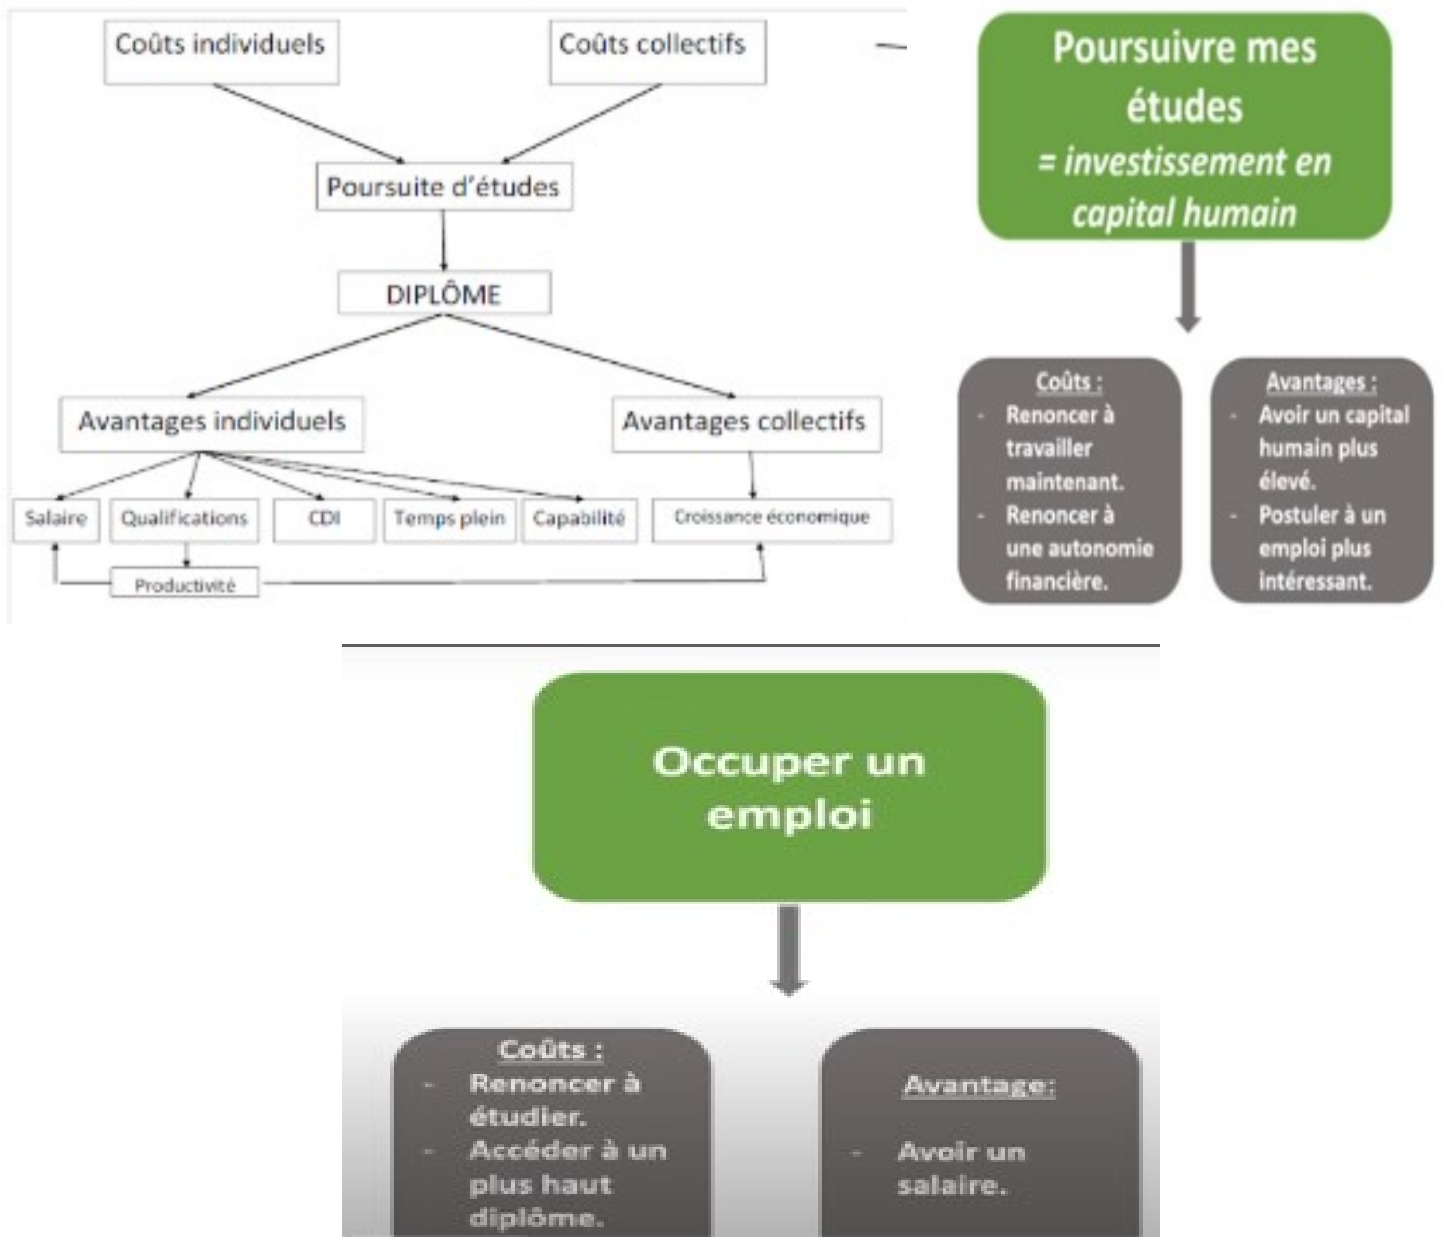 Coûts individuels
Coûts collectifs
Poursuite d'études
DIPLÔME
Avantages individuels
Avantages collectifs
Salaire
Qualifications
CDI
Temps plein
Capabilité
Croissance économique
Productivité
Poursuivre mes
études
= investissement en
capital humain
Coûts :
- Renoncer à
travailler
maintenant.
- Renoncer à
une autonomie
financière.
Avantages :
- Avoir un capital
humain plus
élevé.
- Postuler à un
emploi plus
intéressant.
Occuper un
emploi
Coûts :
- Renoncer à
étudier.
- Accéder à un
plus haut
diplôme.
Avantage:
- Avoir un
salaire.